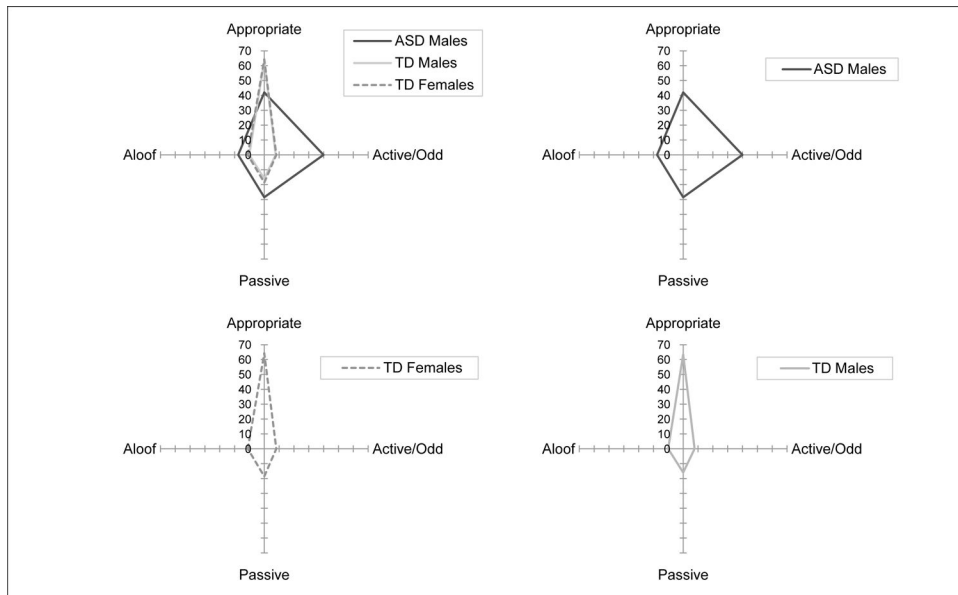 Appropriate
70
60
50
40
30
20
10
0
Aloof
Active/Odd
Passive
ASD Males
TD Males
TD Females
Appropriate
70
60
50
40
30
20
10
0
Aloof
Active/Odd
Passive
ASD Males
Appropriate
70
60
50
40
30
20
10
0
Aloof
Active/Odd
Passive
TD Females
Appropriate
70
60
50
40
30
20
10
0
Aloof
Active/Odd
Passive
TD Males